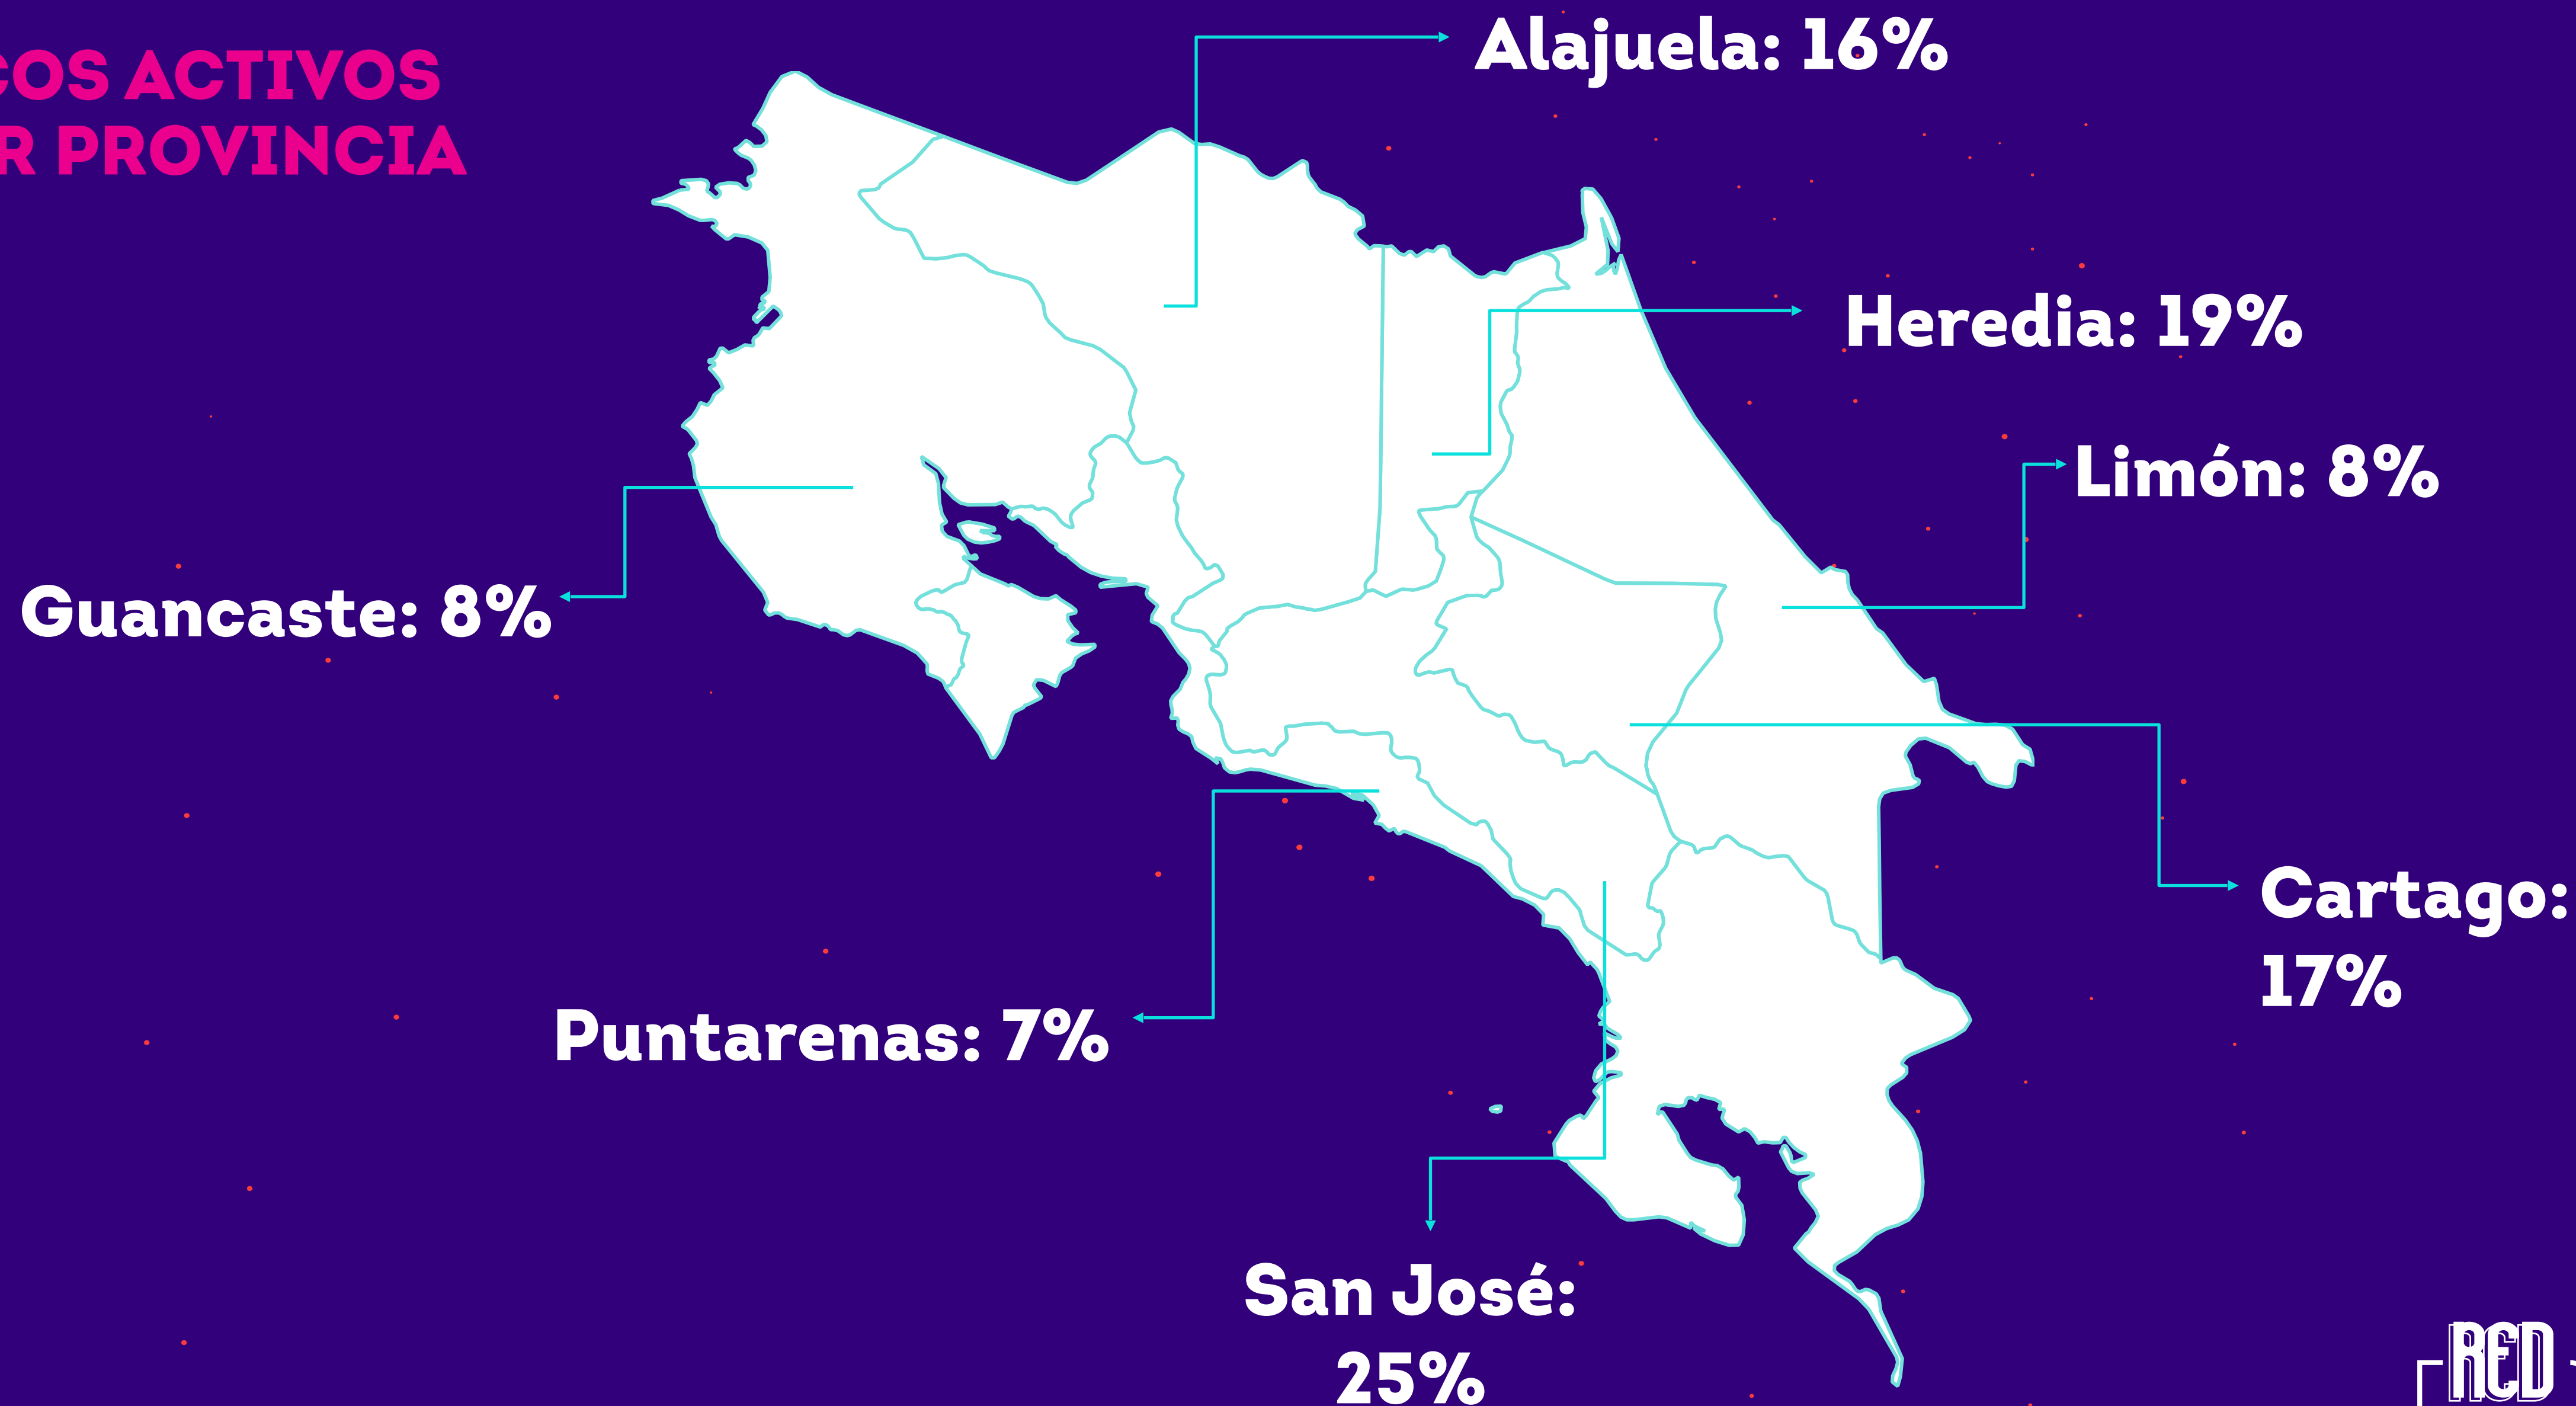 COS ACTIVOS
R PROVINCIA
Alajuela: 16%
Heredia: 19%
Limón: 8%
Guancaste: 8%
Cartago:
17%
Puntarenas: 7%
San José:
25%
RED